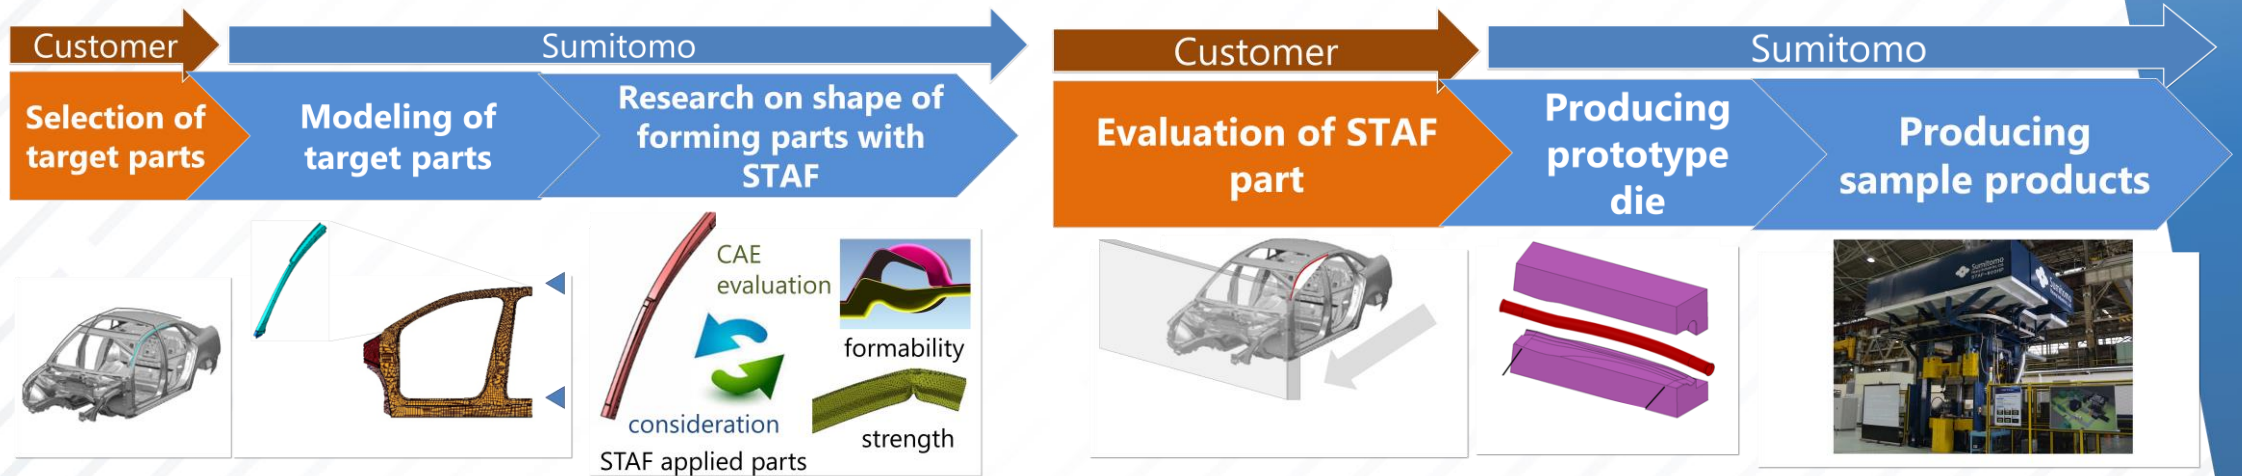 Customer
Sumitomo
Selection of
target parts
Modeling of
target parts
Research on shape of
forming parts with
STAF
CAE
evaluation
formability
consideration
strength
STAF applied parts
Customer
Sumitomo
Evaluation of STAF
part
Producing
prototype
die
Producing
sample products
Sumitomo
Sumitomo